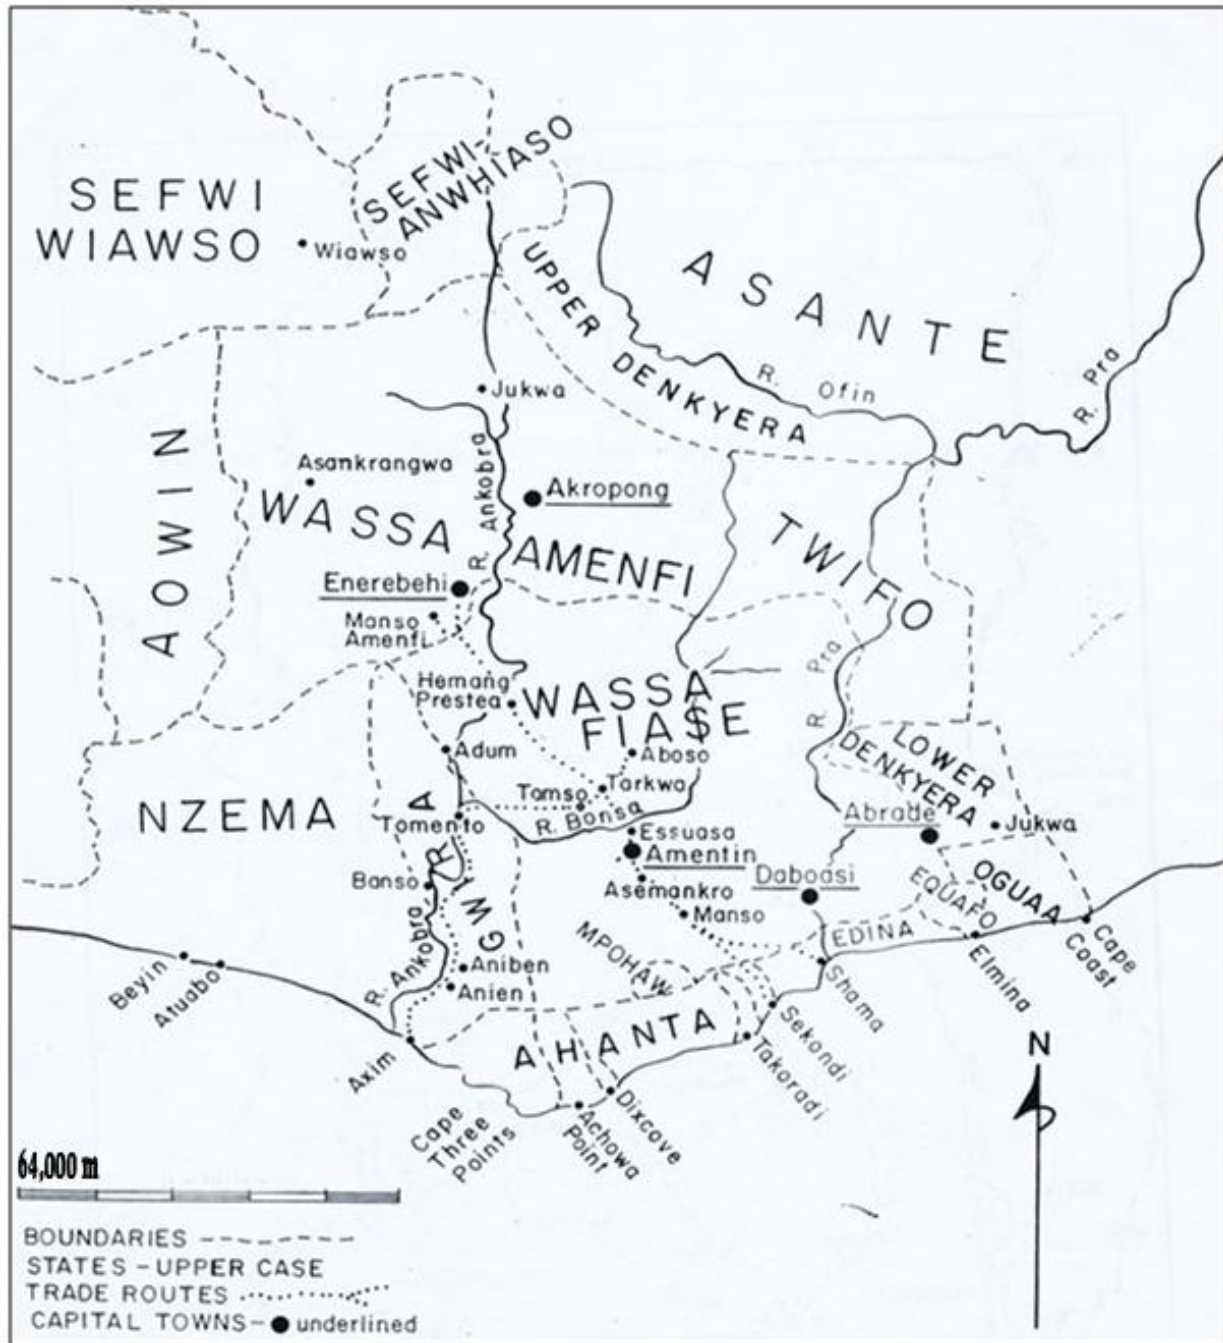 SEFWI
WIAWSO
SEFWI-
ANWHIASO
Wiawso
UPPER DENKYERA
ASANTE
R. Ofin
R. Pra
Jukwa
AOWIN
Asankrangwa
R. Ankobra
Akropong
WASSA
AMENFI
TWIFO
Enerebehi
Manso
Amenfi
R. Pra
Hemang
Prestea
WASSA
FIASE
Adum
Aboso
LOWER
DENKYERA
Tarkwa
Tamso
R. Bonsa
NZEMA
Tomento
Essuasa
Abrade
Jukwa
Amentin
Daboasi
GWIRA
Banso
Asemankro
EQUAFO
OGUAA
Manso
R. Ankobra
MPOHAW
EDINA
Cape
Coast
Elmina
Aniben
Beyin
Atuabo
Anien
Shama
AHANTA
Sekondi
Takoradi
Axim
Cape
Three
Points
Achowa
Point
Dixcove
N
64,000 m
BOUNDARIES
STATES - UPPER CASE
TRADE ROUTES
CAPITAL TOWNS - underlined